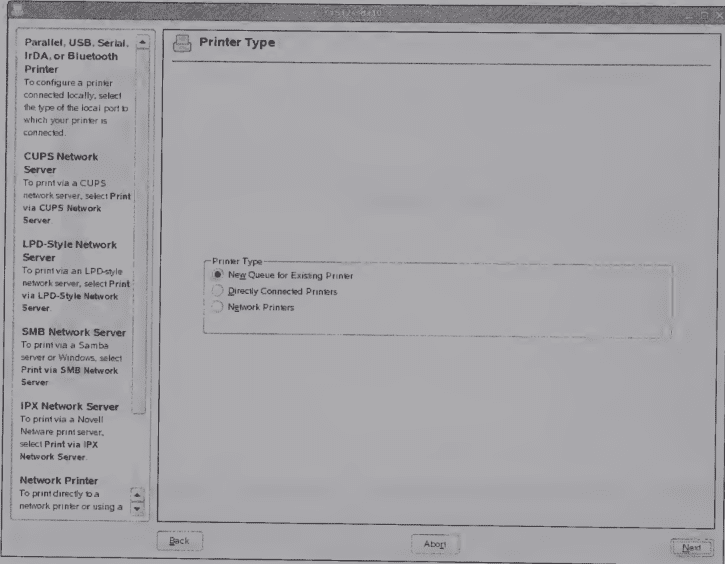 Parallel, USB, Serial,
IrDA, or Bluetooth
Printer
To configure a printer
connected locally, select
the type of the local port to
which your printer is
connected.
CUPS Network
Server
To print via a CUPS
network server, select Print
via CUPS Network
Server.
LPD-Style Network
Server
To print via an LPD-style
network server, select Print
via LPD-Style Network
Server.
SMB Network Server
To print via a Samba
server or Windows, select
Print via SMB Network
Server
IPX Network Server
To print via a Novell
Netware print server,
select Print via IPX
Network Server.
Network Printer
To print directly to a
network printer or using a
Printer Type
Printer Type
New Queue for Existing Printer
Directly Connected Printers
Network Printers
Back
Abort
Next